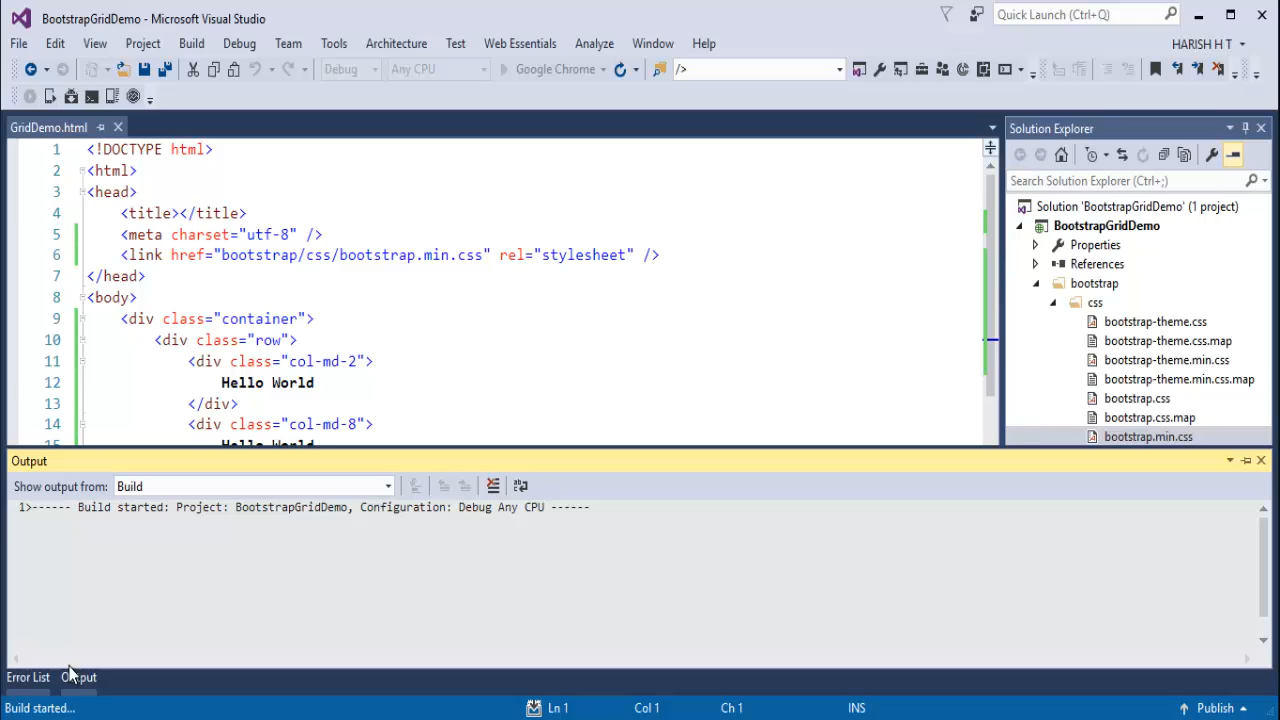 BootstrapGridDemo - Microsoft Visual Studio
Quick Launch (Ctrl+Q)
File Edit View Project Build Debug Team Tools Architecture Test Web Essentials Analyze Window Help
HARISH H T
Debug Any CPU Google Chrome />
GridDemo.html
1 <!DOCTYPE html>
2 <html>
3 <head>
4 <title></title>
5 <meta charset="utf-8" />
6 <link href="bootstrap/css/bootstrap.min.css" rel="stylesheet" />
7 </head>
8 <body>
9 <div class="container">
10 <div class="row">
11 <div class="col-md-2">
12 Hello World
13 </div>
14 <div class="col-md-8">
15 Hello World
Solution Explorer
Search Solution Explorer (Ctrl+;)
Solution 'BootstrapGridDemo' (1 project)
BootstrapGridDemo
Properties
References
bootstrap
css
bootstrap-theme.css
bootstrap-theme.css.map
bootstrap-theme.min.css
bootstrap-theme.min.css.map
bootstrap.css
bootstrap.css.map
bootstrap.min.css
Output
Show output from: Build
1>------ Build started: Project: BootstrapGridDemo, Configuration: Debug Any CPU ------
Error List Output
Build started... Ln 1 Col 1 Ch 1 INS Publish